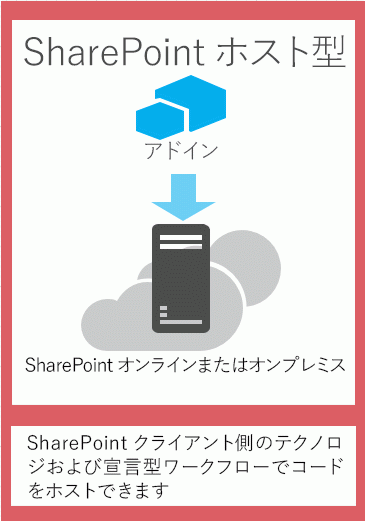 SharePoint ホスト型
アドイン
SharePoint オンラインまたはオンプレミス
SharePoint クライアント側のテクノロ
ジおよび宣言型ワークフローでコード
をホストできます